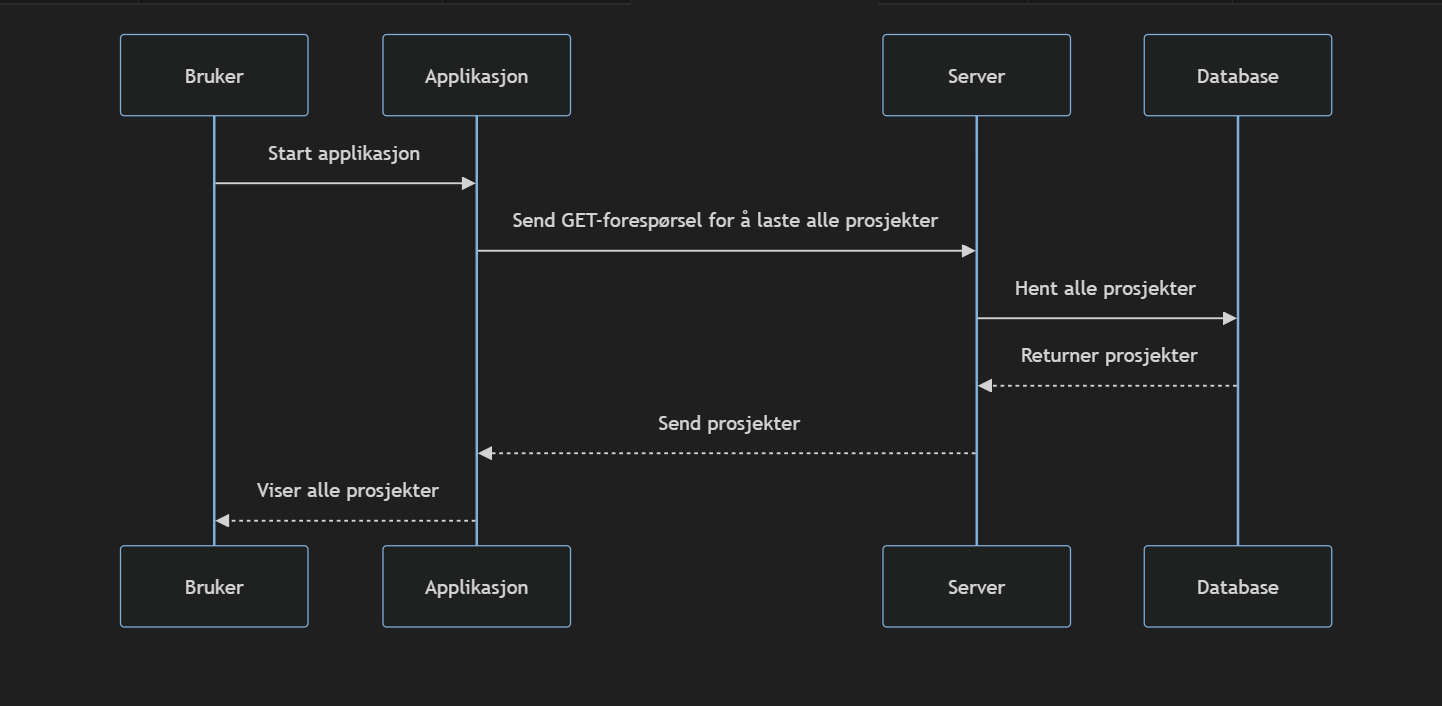 Bruker
Applikasjon
Server
Database
Start applikasjon
Send GET-forespørsel for å laste alle prosjekter
Hent alle prosjekter
Returner prosjekter
Send prosjekter
Viser alle prosjekter
Bruker
Applikasjon
Server
Database